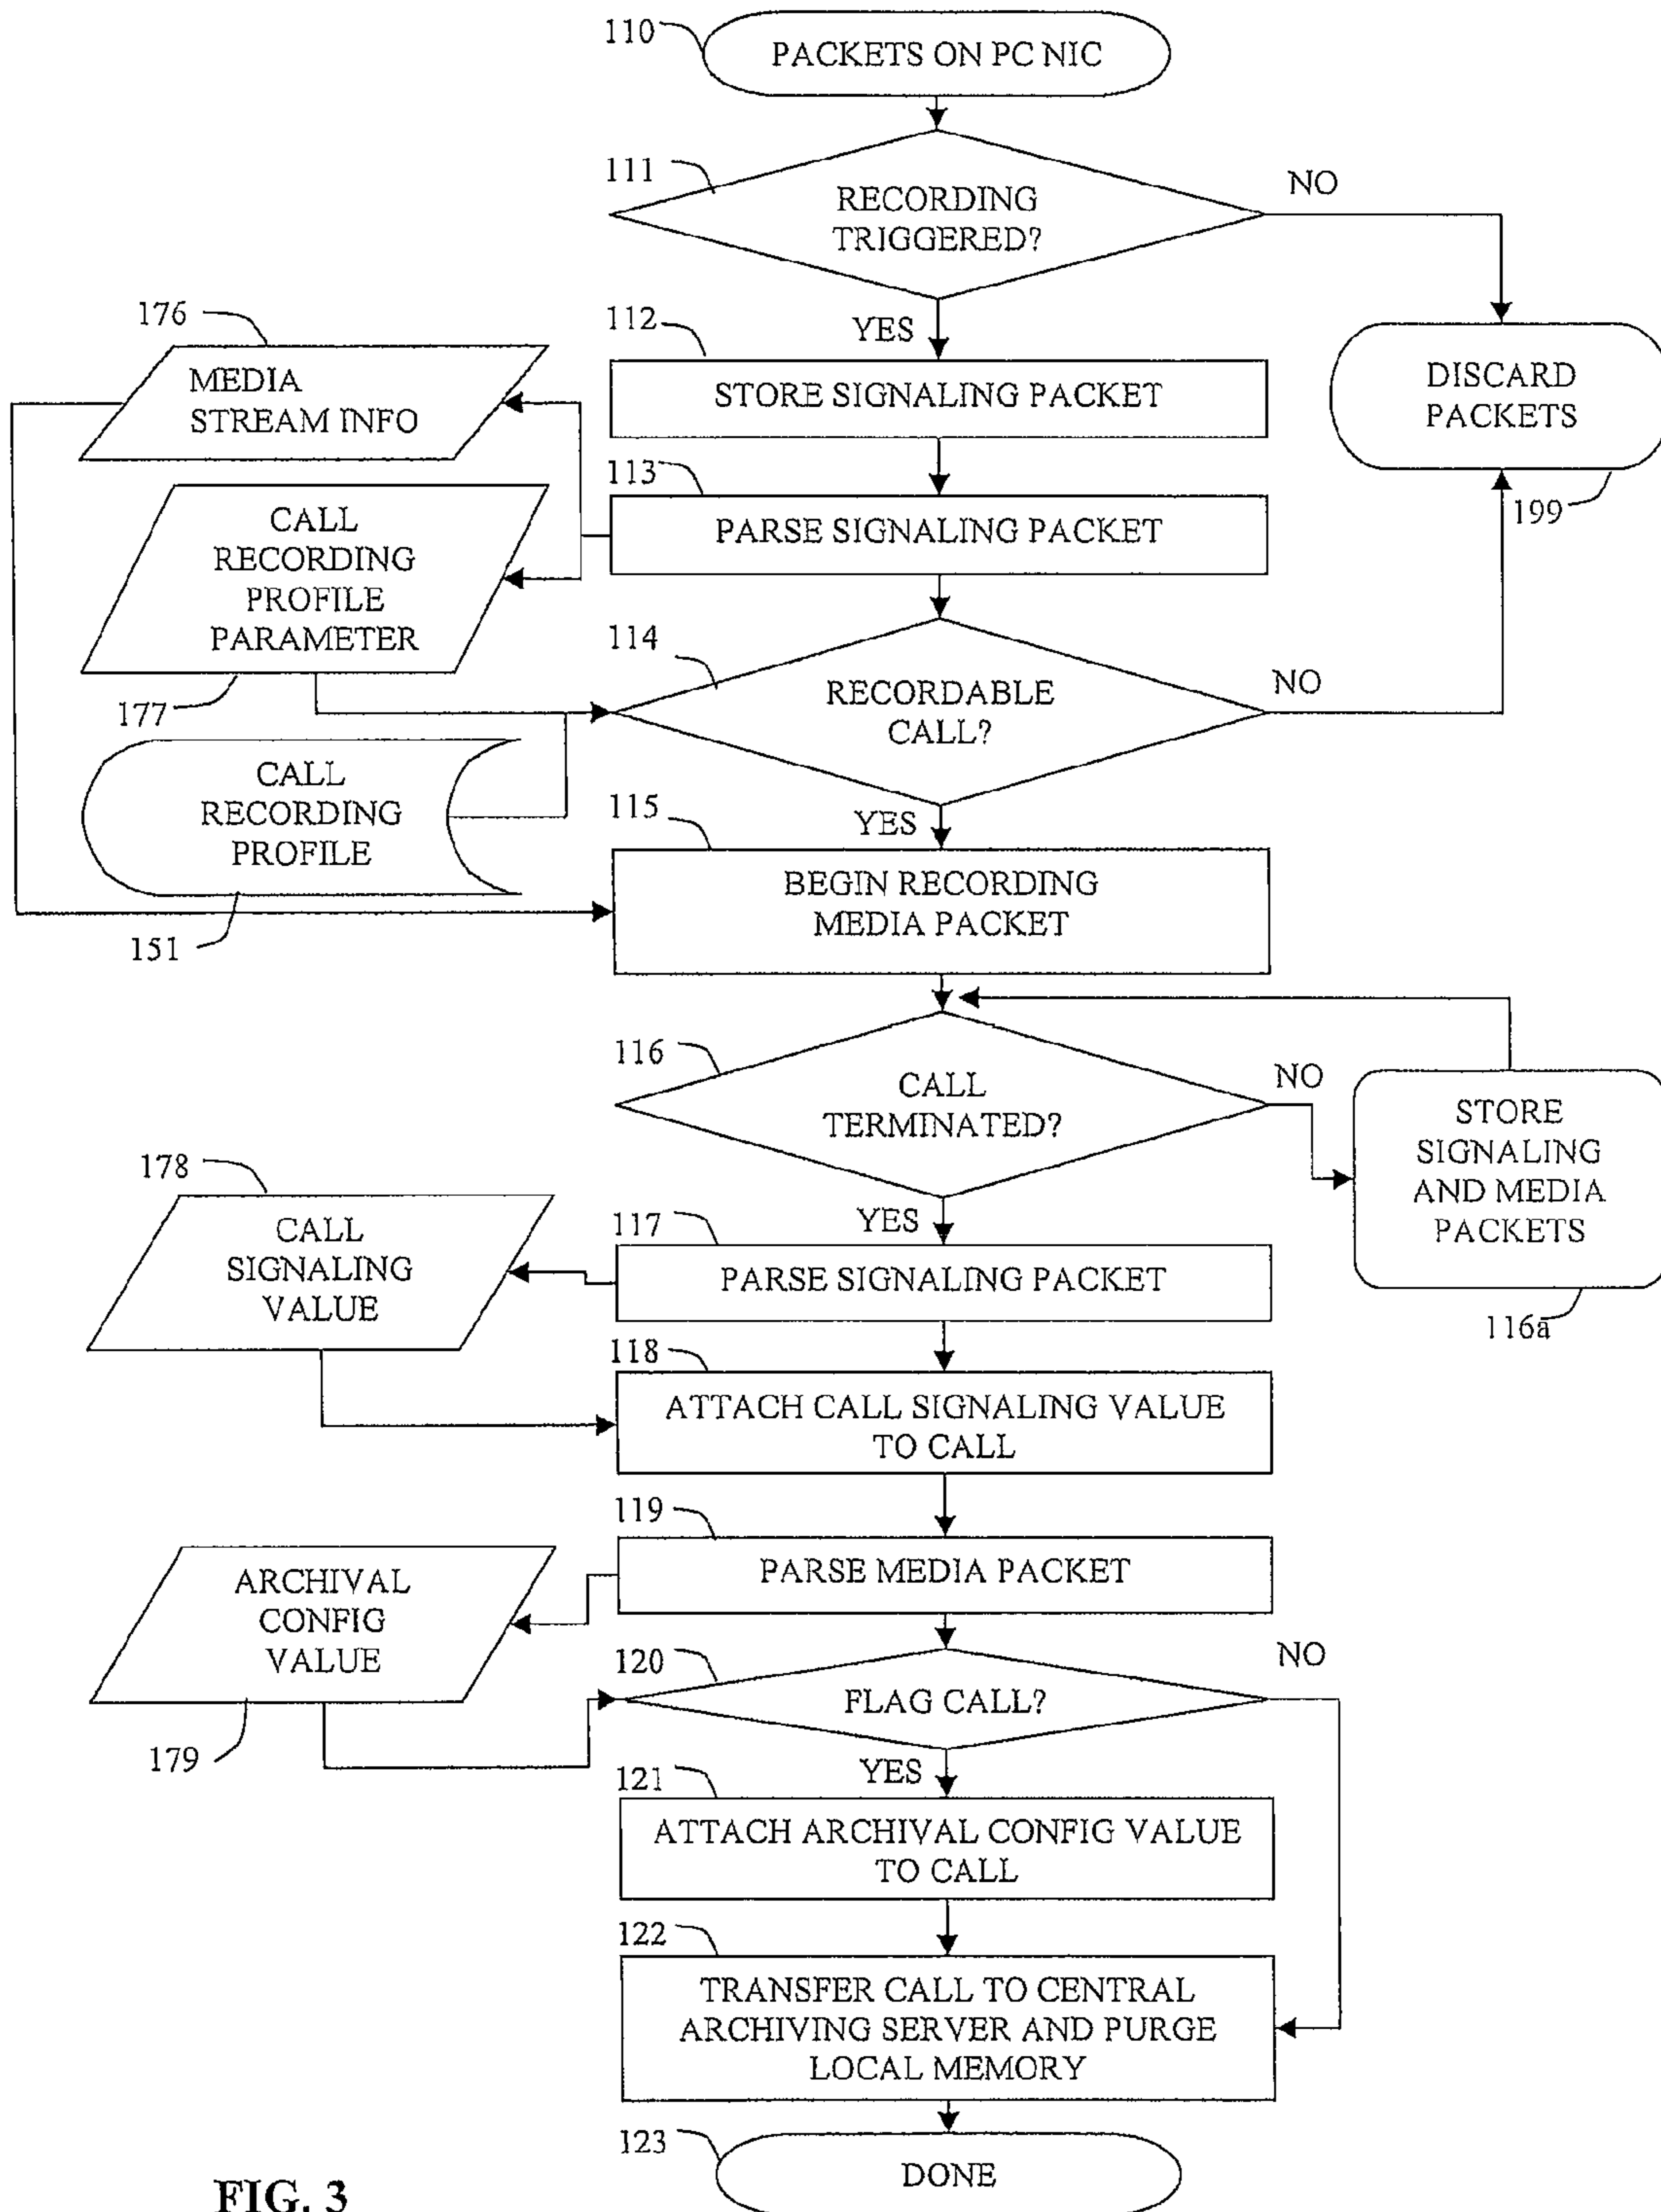 110
PACKETS ON PC NIC
111
RECORDING
TRIGGERED?
NO
176
112
YES
MEDIA
STREAM INFO
STORE SIGNALING PACKET
DISCARD
PACKETS
113
199
CALL
RECORDING
PROFILE
PARAMETER
PARSE SIGNALING PACKET
177
114
RECORDABLE
CALL?
NO
CALL
RECORDING
PROFILE
151
115
YES
BEGIN RECORDING
MEDIA PACKET
116
CALL
TERMINATED?
NO
STORE
SIGNALING
AND MEDIA
PACKETS
116a
178
CALL
SIGNALING
VALUE
117
YES
PARSE SIGNALING PACKET
118
ATTACH CALL SIGNALING VALUE
TO CALL
119
PARSE MEDIA PACKET
ARCHIVAL
CONFIG
VALUE
179
120
FLAG CALL?
NO
121
YES
ATTACH ARCHIVAL CONFIG VALUE
TO CALL
122
TRANSFER CALL TO CENTRAL
ARCHIVING SERVER AND PURGE
LOCAL MEMORY
123
DONE
FIG. 3